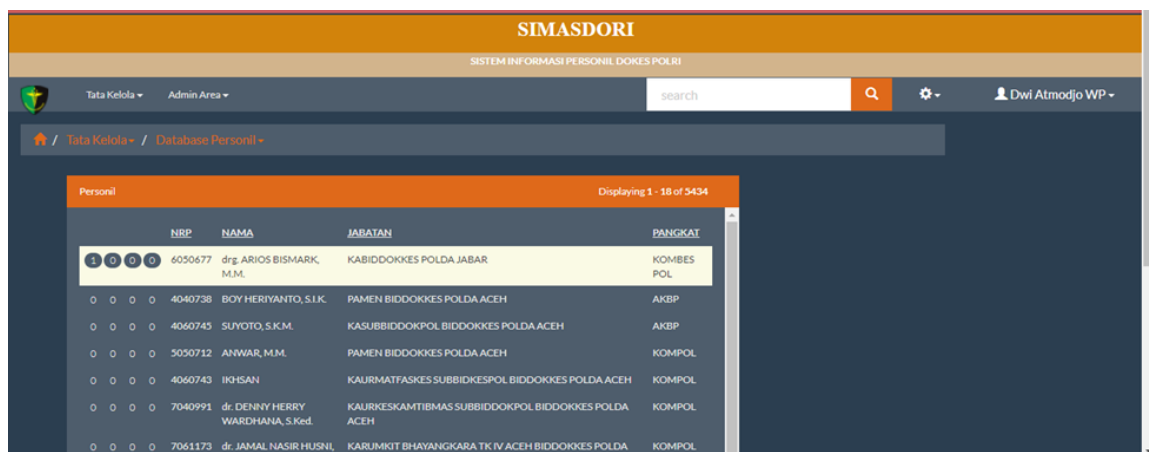 SIMASDORI
SISTEM INFORMASI PERSONIL DOKES POLRI
Tata Kelola Admin Area search Dwi Atmodjo WP
/ Tata Kelola / Database Personil
Personil Displaying 1 - 18 of 5434
NRP NAMA JABATAN PANGKAT
1 0 0 0 6050677 drg. ARIOS BISMARK, KABIDDOKKES POLDA JABAR KOMBES
M.M. POL
0 0 0 0 4040738 BOY HERIYANTO, S.I.K. PAMEN BIDDOKKES POLDA ACEH AKBP
0 0 0 0 4060745 SUYOTO, S.K.M. KASUBBIDDOKPOL BIDDOKKES POLDA ACEH AKBP
0 0 0 0 5050712 ANWAR, M.M. PAMEN BIDDOKKES POLDA ACEH KOMPOL
0 0 0 0 4060743 IKHSAN KAURMATFASKES SUBBIDKESPOL BIDDOKKES POLDA ACEH KOMPOL
0 0 0 0 7040991 dr. DENNY HERRY KAURKESKAMTIBMAS SUBBIDDOKPOL BIDDOKKES POLDA KOMPOL
WARDHANA, S.Ked. ACEH
0 0 0 0 7061173 dr. JAMAL NASIR HUSNI, KARUMKIT BHAYANGKARA TK IV ACEH BIDDOKKES POLDA KOMPOL